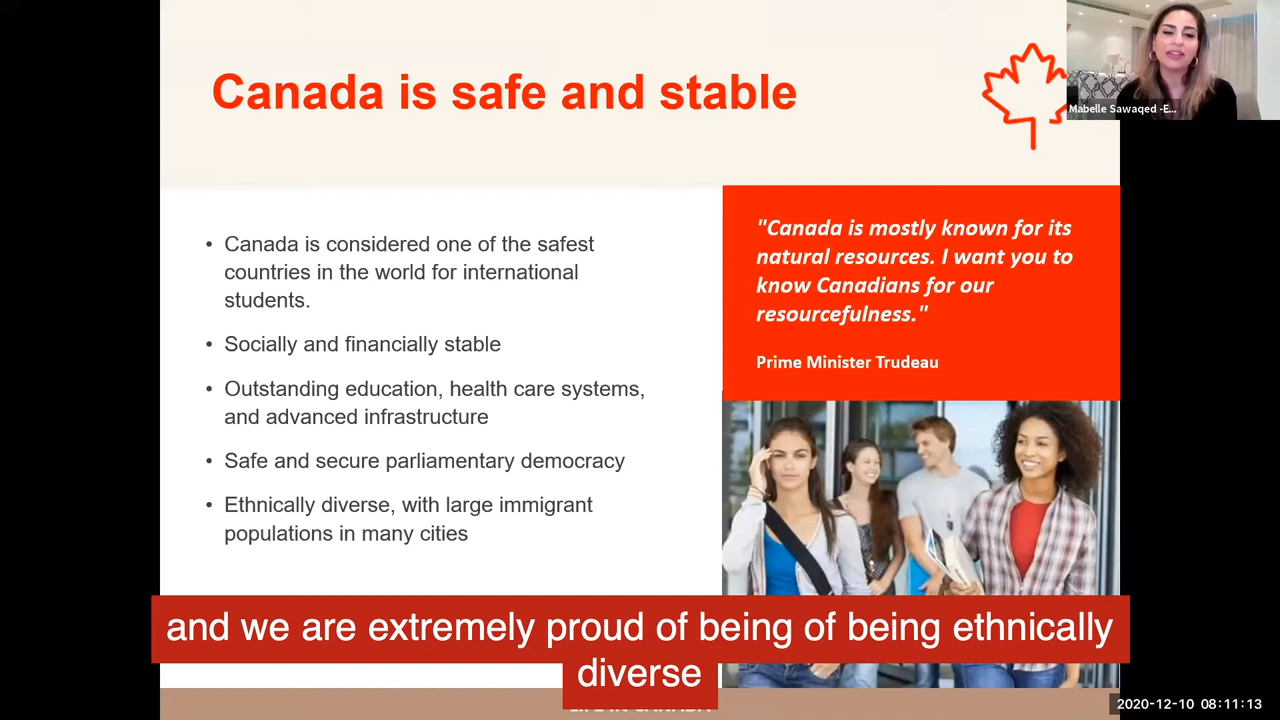 Canada is safe and stable
Mabelle Sawaqed -E...
• Canada is considered one of the safest
countries in the world for international
students.
• Socially and financially stable
• Outstanding education, health care systems,
and advanced infrastructure
• Safe and secure parliamentary democracy
• Ethnically diverse, with large immigrant
populations in many cities
"Canada is mostly known for its
natural resources. I want you to
know Canadians for our
resourcefulness."
Prime Minister Trudeau
and we are extremely proud of being of being ethnically
diverse
2020-12-10 08:11:13